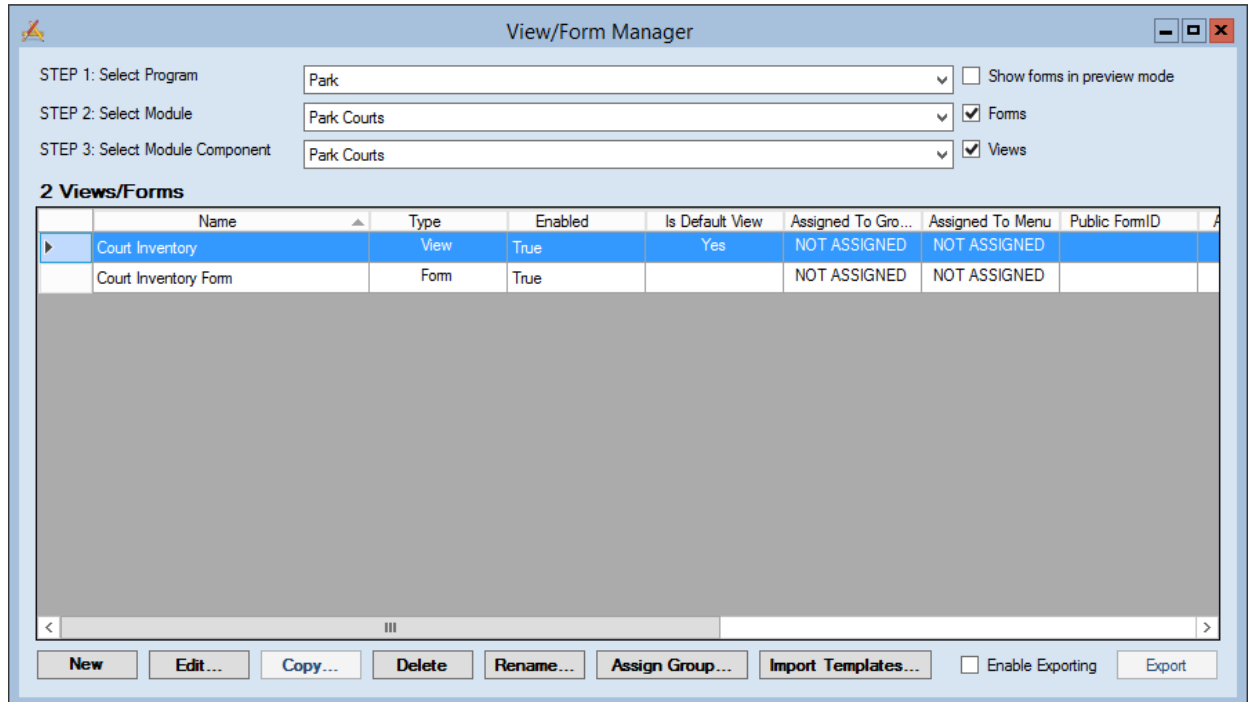 View/Form Manager
STEP 1: Select Program Park Show forms in preview mode
STEP 2: Select Module Park Courts Forms
STEP 3: Select Module Component Park Courts Views
2 Views/Forms
Name Type Enabled Is Default View Assigned To Gro... Assigned To Menu Public FormID
Court Inventory View True Yes NOT ASSIGNED NOT ASSIGNED
Court Inventory Form Form True NOT ASSIGNED NOT ASSIGNED
New Edit... Copy... Delete Rename... Assign Group... Import Templates... Enable Exporting Export